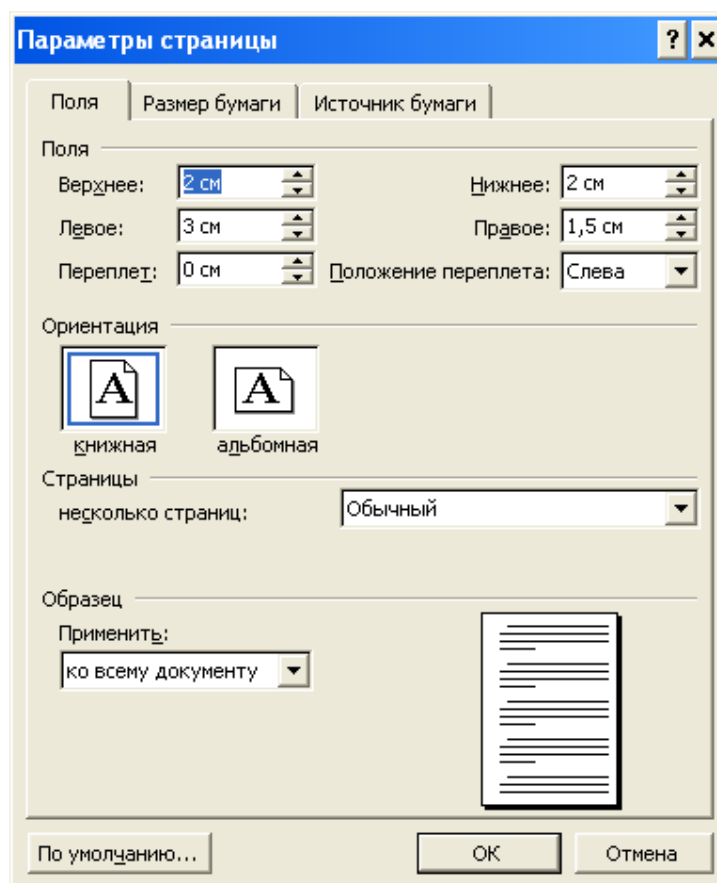 Параметры страницы
Поля Размер бумаги Источник бумаги
Поля
Верхнее: 2 см Нижнее: 2 см
Левое: 3 см Правое: 1,5 см
Переплет: 0 см Положение переплета: Слева
Ориентация
A A
книжная альбомная
Страницы
несколько страниц: Обычный
Образец
Применить:
ко всему документу
По умолчанию... ОК Отмена